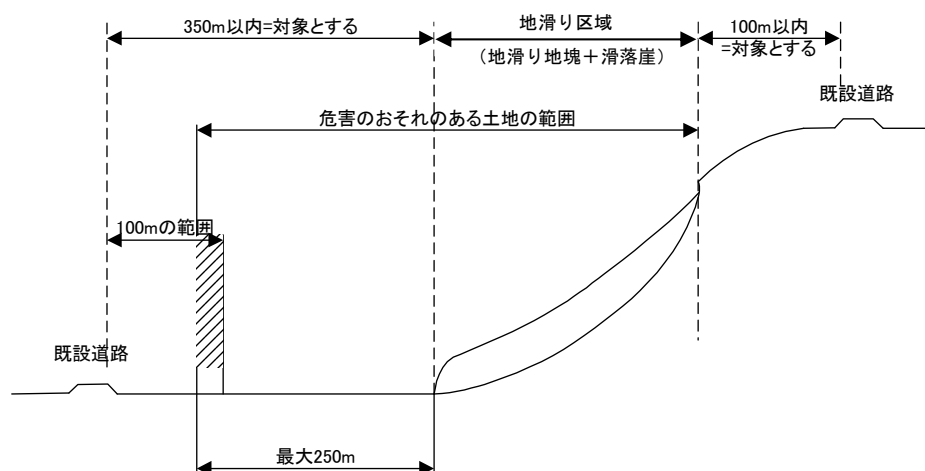 350m以内=対象とする
地滑り区域
(地滑り地塊＋滑落崖)
100m以内
=対象とする
既設道路
危害のおそれのある土地の範囲
100mの範囲
既設道路
最大250m